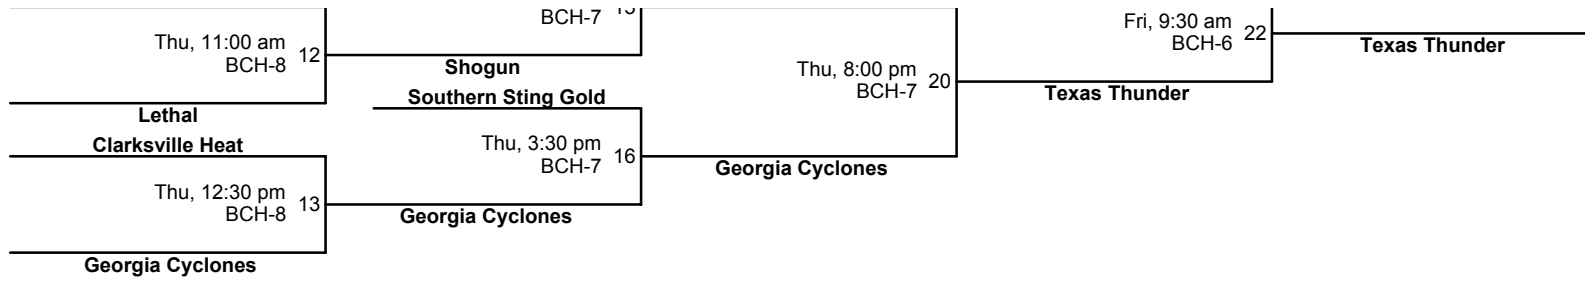 BCH-7
Fri, 9:30 am
22
BCH-6
Texas Thunder
Thu, 11:00 am
12
BCH-8
Shogun
Thu, 8:00 pm
20
BCH-7
Texas Thunder
Southern Sting Gold
Lethal
Clarksville Heat
Thu, 3:30 pm
16
BCH-7
Georgia Cyclones
Thu, 12:30 pm
13
BCH-8
Georgia Cyclones
Georgia Cyclones